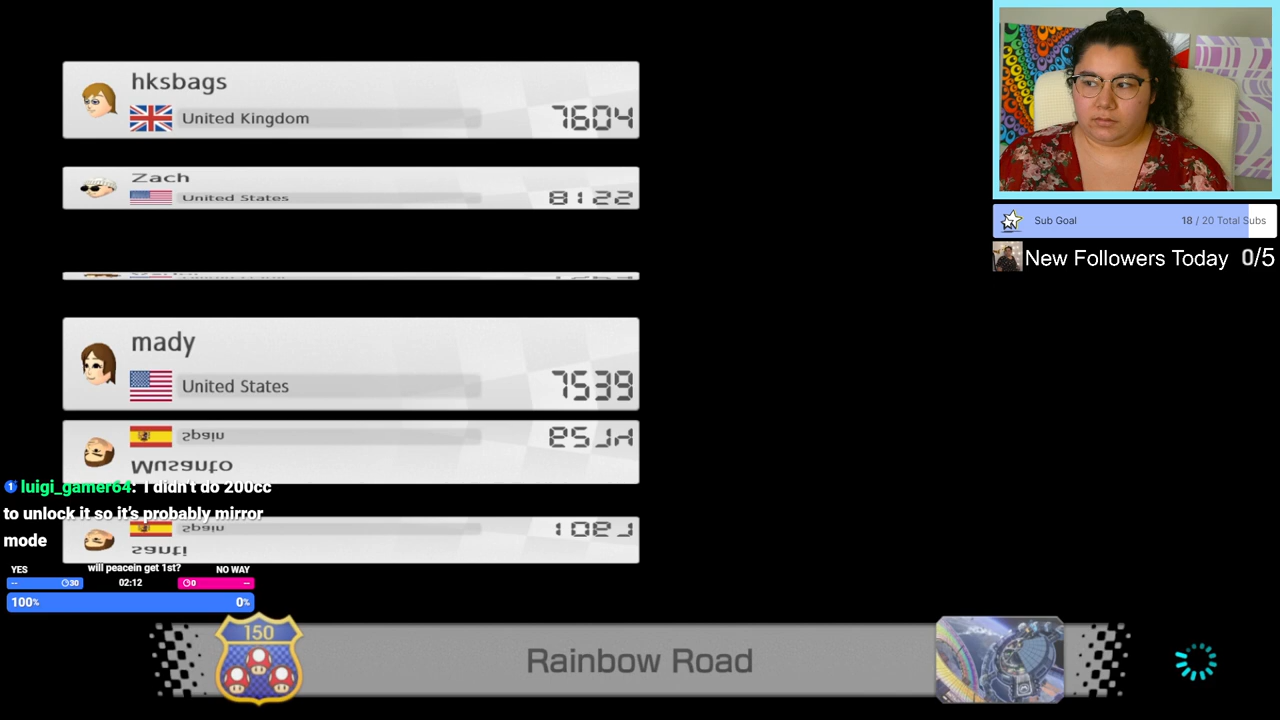 hksbags
United Kingdom 7604
Zach
United States 8122
mady
United States 7539
Spain
Musanto
Spain
santi
luigi_gamer64: I didn't do 200cc
to unlock it so it's probably mirror
mode
YES will peacein get 1st? NO WAY
-- 30 02:12 0 --
100% 0%
150
Rainbow Road
Sub Goal 18 / 20 Total Subs
New Followers Today 0/5